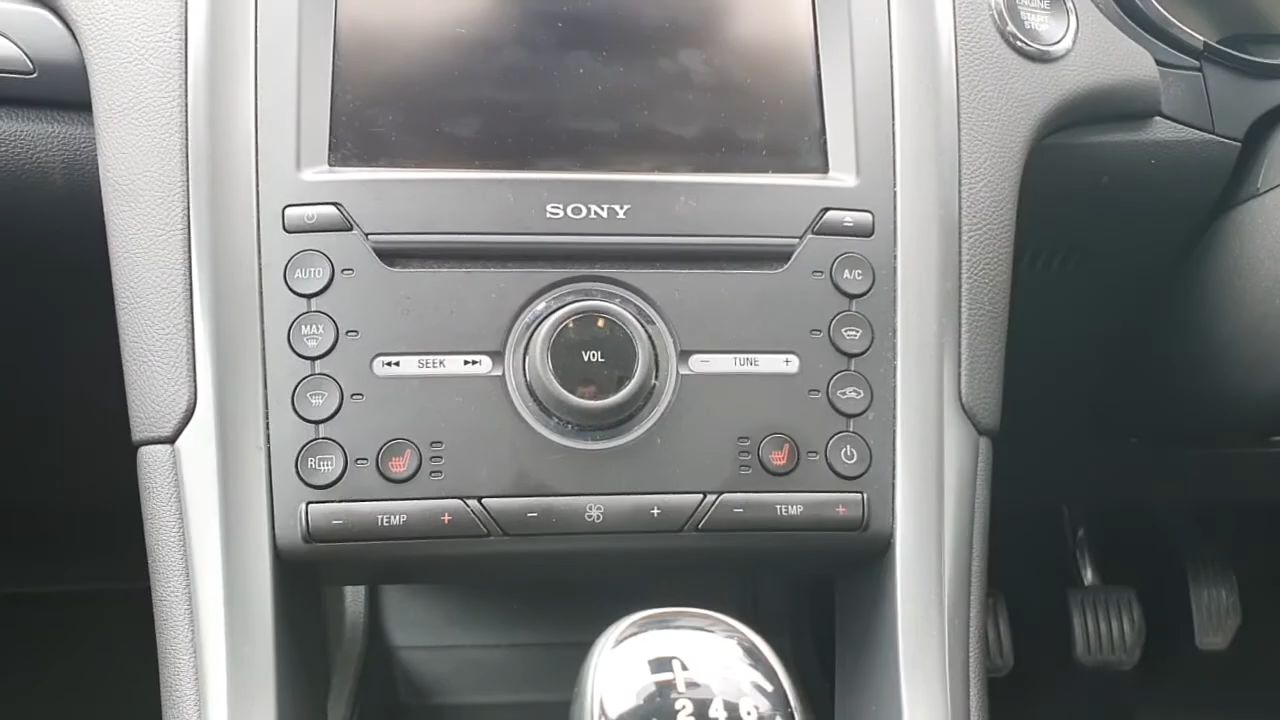 ENGINE
START
STOP
SONY
AUTO
A/C
MAX
VOL
SEEK
− TUNE +
R
− TEMP +
− +
− TEMP +
2 4 6